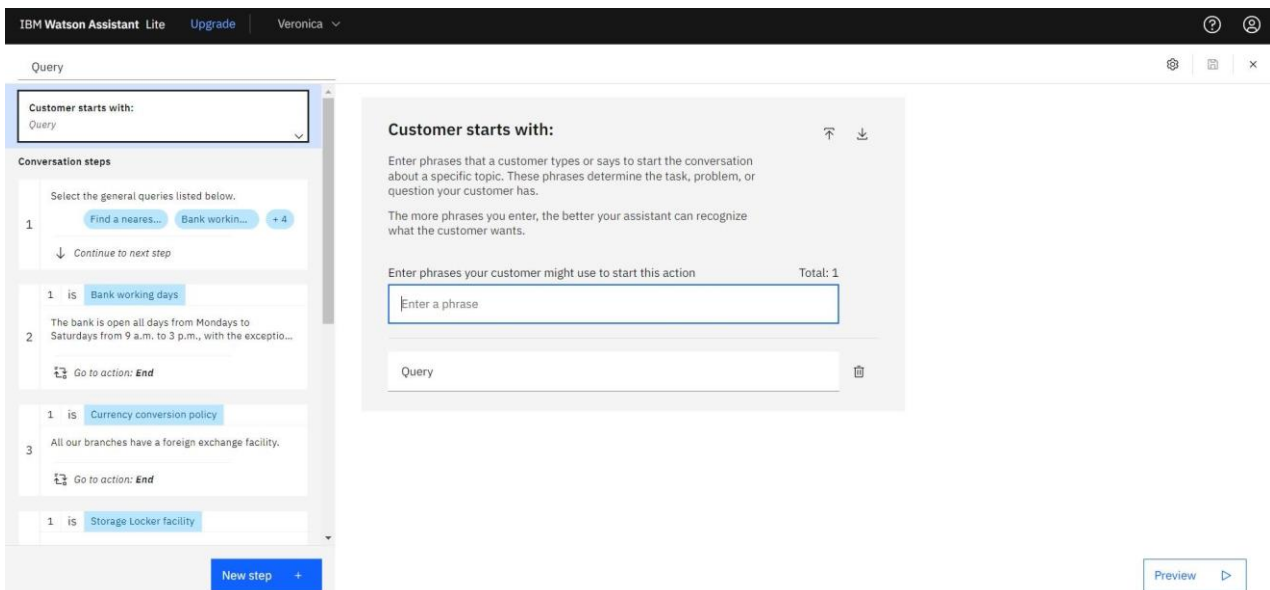 IBM Watson Assistant Lite Upgrade Veronica
Query
Customer starts with:
Query
Conversation steps
1
Select the general queries listed below.
Find a neares... Bank workin... + 4
Continue to next step
1 is Bank working days
2
The bank is open all days from Mondays to
Saturdays from 9 a.m. to 3 p.m., with the exceptio...
Go to action: End
1 is Currency conversion policy
3
All our branches have a foreign exchange facility.
Go to action: End
1 is Storage Locker facility
New step +
Customer starts with:
Enter phrases that a customer types or says to start the conversation
about a specific topic. These phrases determine the task, problem, or
question your customer has.
The more phrases you enter, the better your assistant can recognize
what the customer wants.
Enter phrases your customer might use to start this action Total: 1
Enter a phrase
Query
Preview